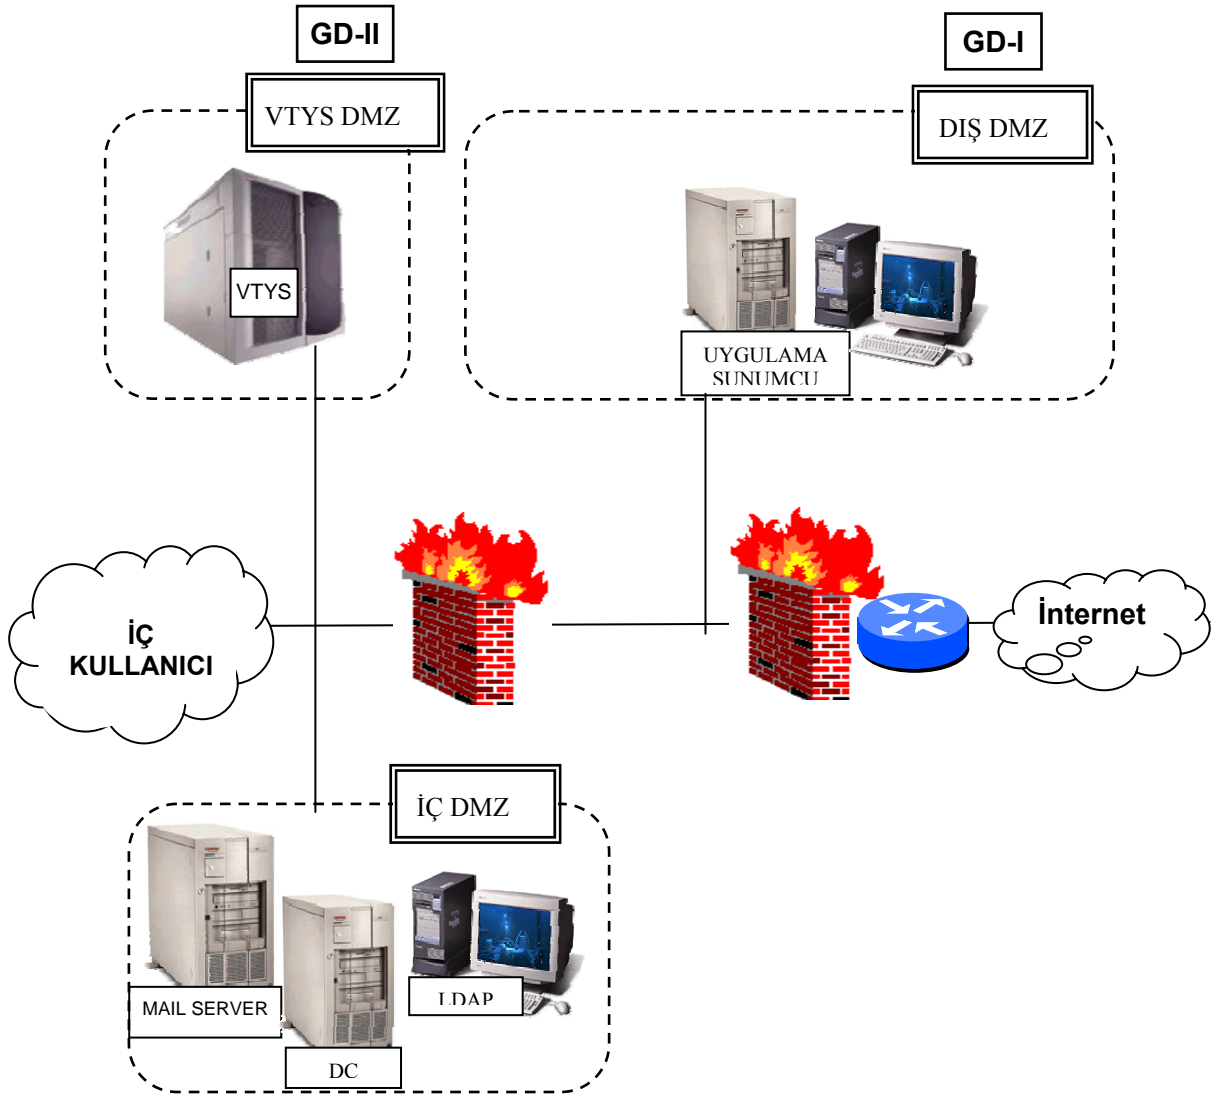 GD-II
GD-I
VTYS DMZ
DIŞ DMZ
VTYS
UYGULAMA
SUNUMCU
İÇ
KULLANICI
İnternet
İÇ DMZ
MAIL SERVER
LDAP
DC